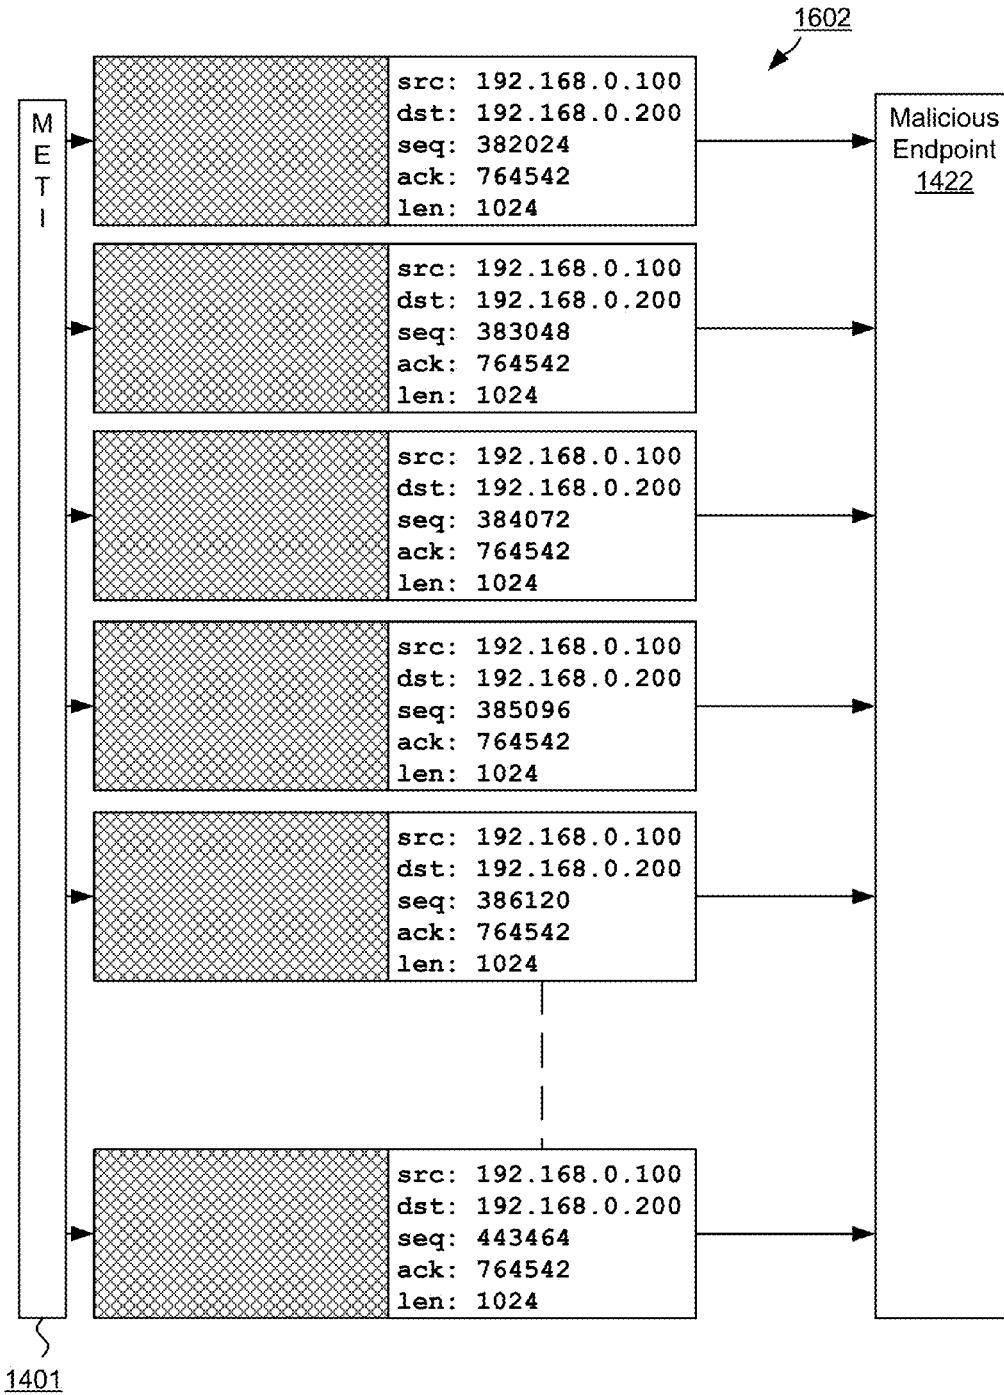 1602
M
E
T
I
src: 192.168.0.100
dst: 192.168.0.200
seq: 382024
ack: 764542
len: 1024
Malicious
Endpoint
1422
src: 192.168.0.100
dst: 192.168.0.200
seq: 383048
ack: 764542
len: 1024
src: 192.168.0.100
dst: 192.168.0.200
seq: 384072
ack: 764542
len: 1024
src: 192.168.0.100
dst: 192.168.0.200
seq: 385096
ack: 764542
len: 1024
src: 192.168.0.100
dst: 192.168.0.200
seq: 386120
ack: 764542
len: 1024
src: 192.168.0.100
dst: 192.168.0.200
seq: 443464
ack: 764542
len: 1024
1401